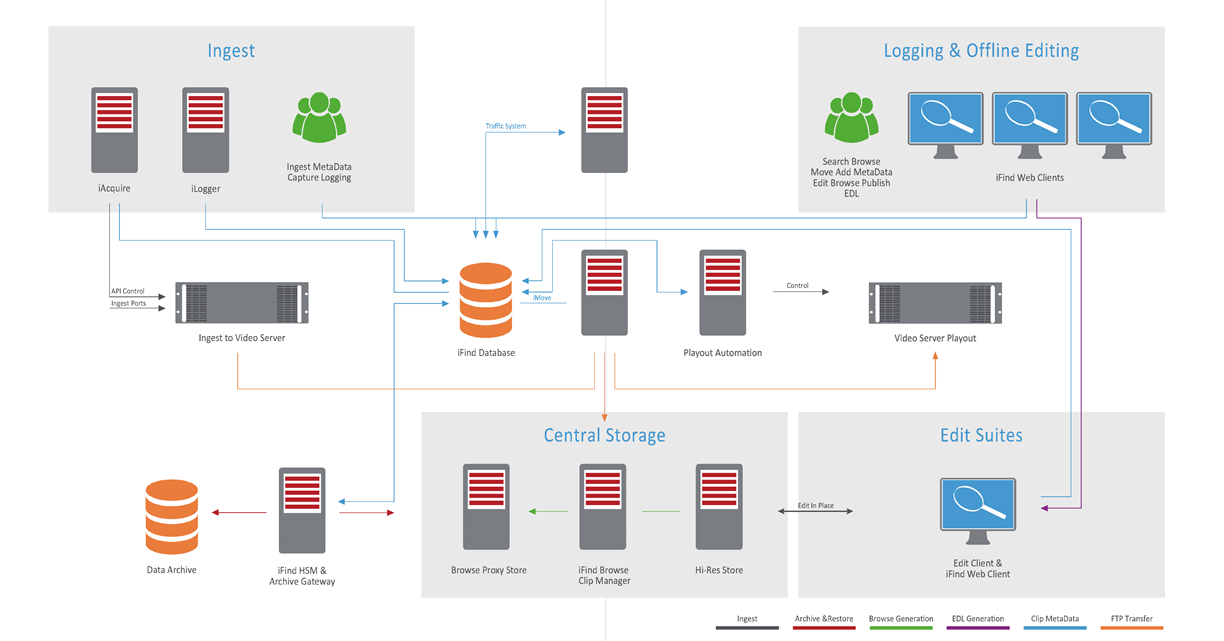 Ingest
Logging & Offline Editing
Traffic System
Ingest MetaData
Capture Logging
iAcquire
iLogger
Search Browse
Move Add MetaData
Edit Browse Publish
EDL
iFind Web Clients
API Control
Ingest Ports
Ingest to Video Server
iMove
iFind Database
Playout Automation
Control
Video Server Playout
Central Storage
Edit Suites
Edit In Place
Data Archive
iFind HSM &
Archive Gateway
Browse Proxy Store
iFind Browse
Clip Manager
Hi-Res Store
Edit Client &
iFind Web Client
Ingest
Archive &Restore
Browse Generation
EDL Generation
Clip MetaData
FTP Transfer